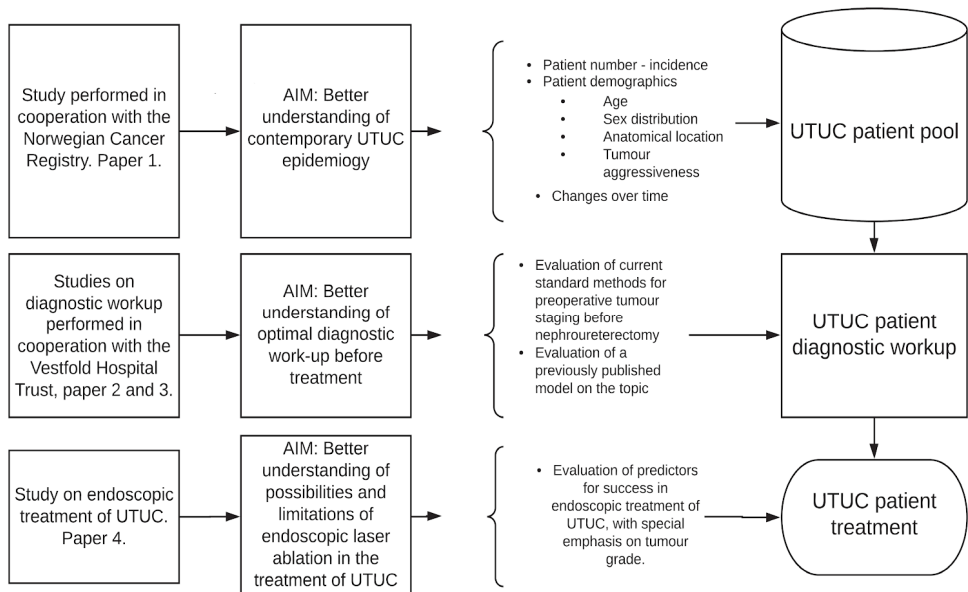 Study performed in
cooperation with the
Norwegian Cancer
Registry. Paper 1.
AIM: Better
understanding of
contemporary UTUC
epidemiogy
• Patient number - incidence
• Patient demographics
• Age
• Sex distribution
• Anatomical location
• Tumour
aggressiveness
• Changes over time
UTUC patient pool
Studies on
diagnostic workup
performed in
cooperation with the
Vestfold Hospital
Trust, paper 2 and 3.
AIM: Better
understanding of
optimal diagnostic
work-up before
treatment
• Evaluation of current
standard methods for
preoperative tumour
staging before
nephroureterectomy
• Evaluation of a
previously published
model on the topic
UTUC patient
diagnostic workup
Study on endoscopic
treatment of UTUC.
Paper 4.
AIM: Better
understanding of
possibilities and
limitations of
endoscopic laser
ablation in the
treatment of UTUC
• Evaluation of predictors
for success in
endoscopic treatment of
UTUC, with special
emphasis on tumour
grade.
UTUC patient
treatment